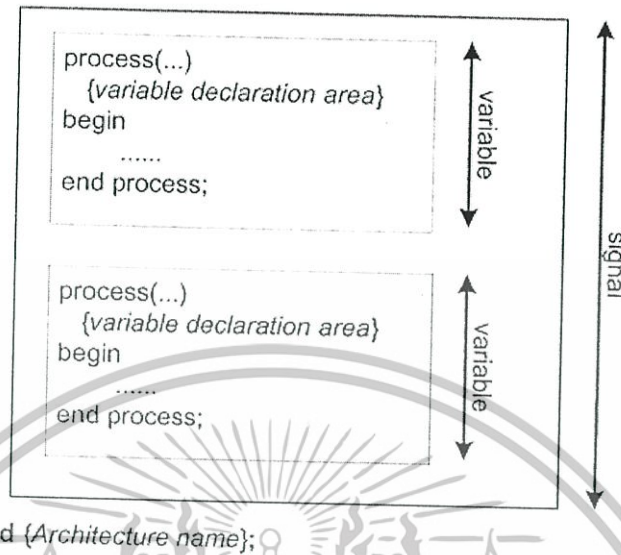 process(...)
{variable declaration area}
begin
......
end process;
variable
process(...)
{variable declaration area}
begin
......
end process;
variable
signal
d {Architecture name};